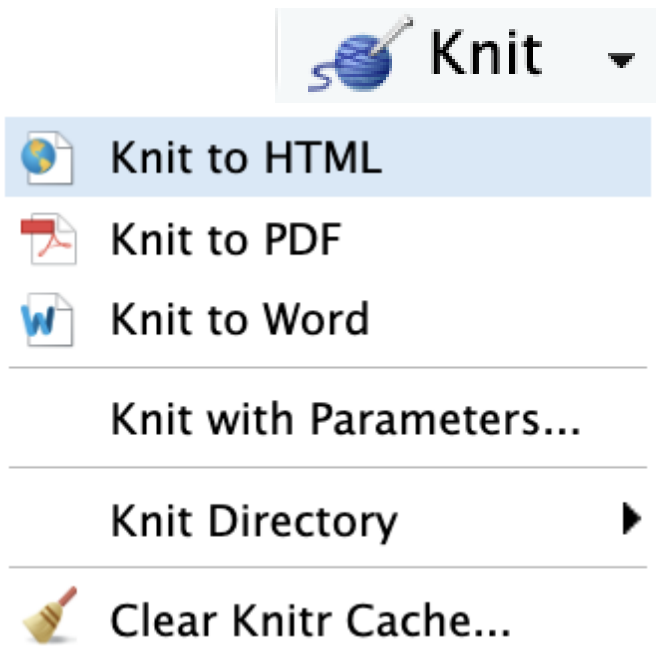 Knit
Knit to HTML
Knit to PDF
Knit to Word
Knit with Parameters...
Knit Directory
Clear Knitr Cache...